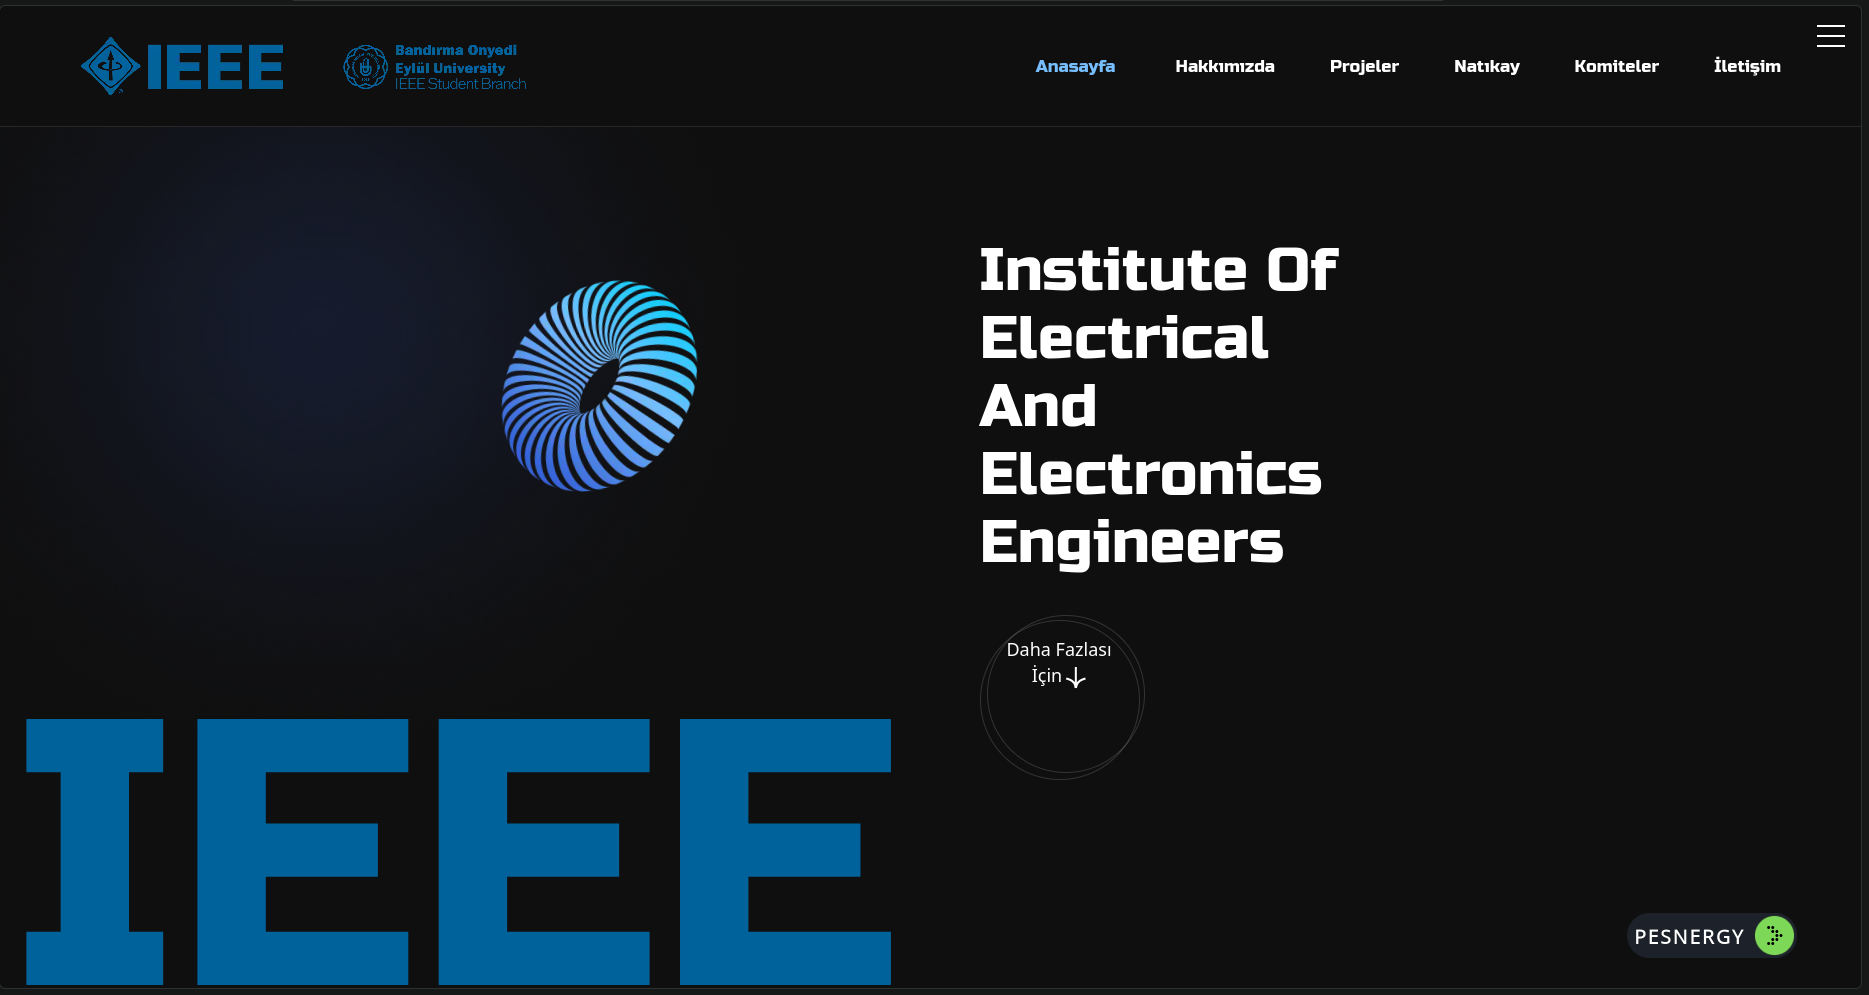 IEEE
Bandırma Onyedi
Eylül University
IEEE Student Branch
Anasayfa
Hakkımızda
Projeler
Natıkay
Komiteler
İletişim
Institute Of
Electrical
And
Electronics
Engineers
Daha Fazlası
İçin
IEEE
PESNERGY